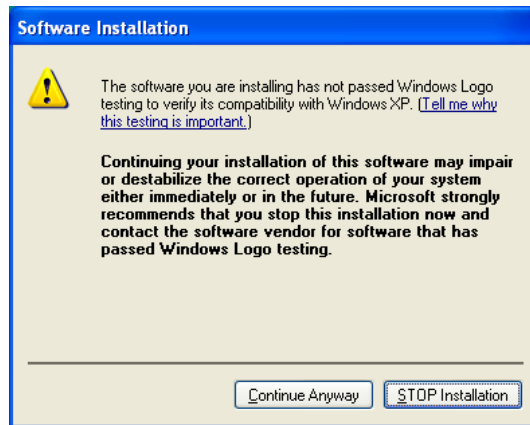 Software Installation
The software you are installing has not passed Windows Logo
testing to verify its compatibility with Windows XP. (Tell me why
this testing is important.)
Continuing your installation of this software may impair
or destabilize the correct operation of your system
either immediately or in the future. Microsoft strongly
recommends that you stop this installation now and
contact the software vendor for software that has
passed Windows Logo testing.
Continue Anyway
STOP Installation